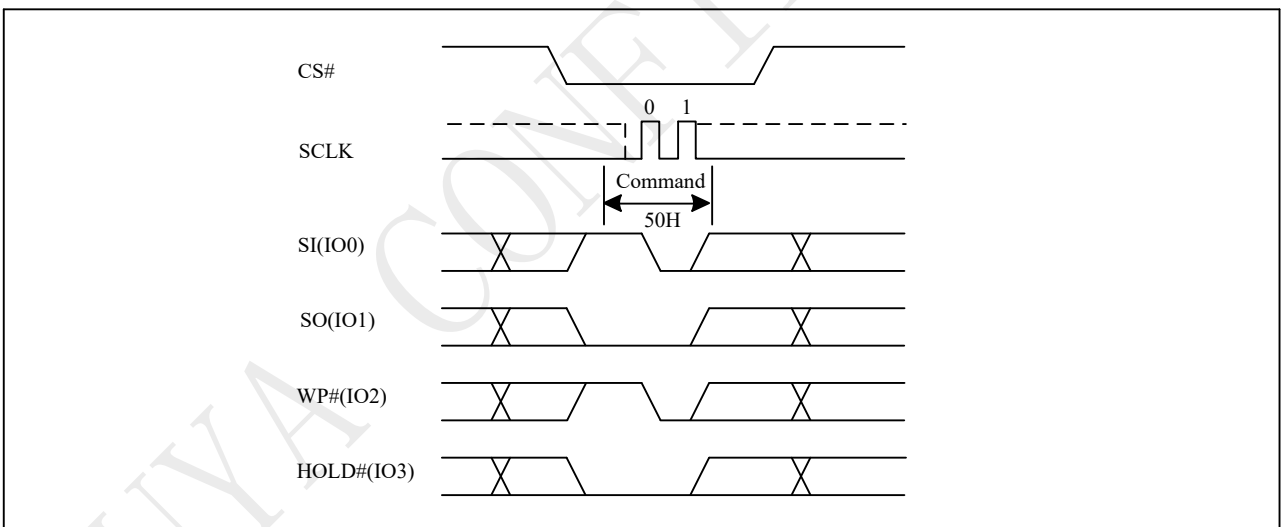 CS#
0 1
SCLK
Command
50H
SI(IO0)
SO(IO1)
WP#(IO2)
HOLD#(IO3)